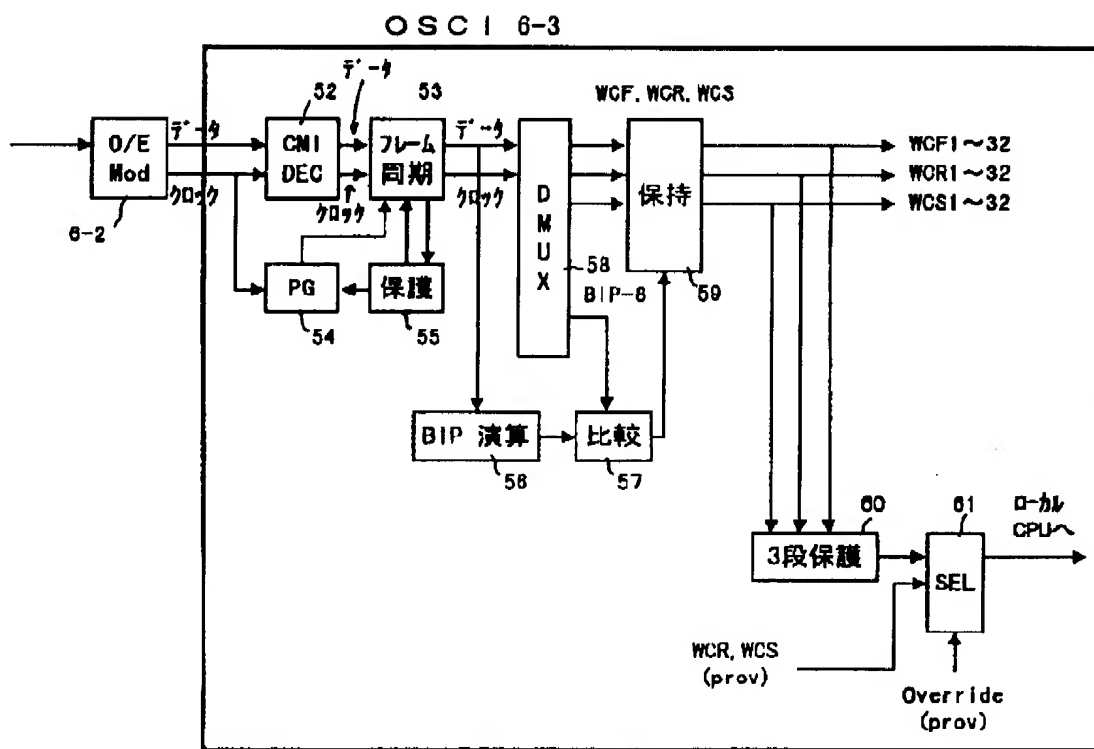 OSCI 6-3
データ
52
53
WCF, WCR, WCS
O/E
Mod
データ
クロック
6-2
CMI
DEC
クロック
フレーム
同期
データ
クロック
DMUX
58
保持
59
WCF1～32
WCR1～32
WCS1～32
PG
54
保護
55
BIP-8
BIP 演算
56
比較
57
60
3段保護
61
SEL
ローカル
CPUへ
WCR, WCS
(prov)
Override
(prov)